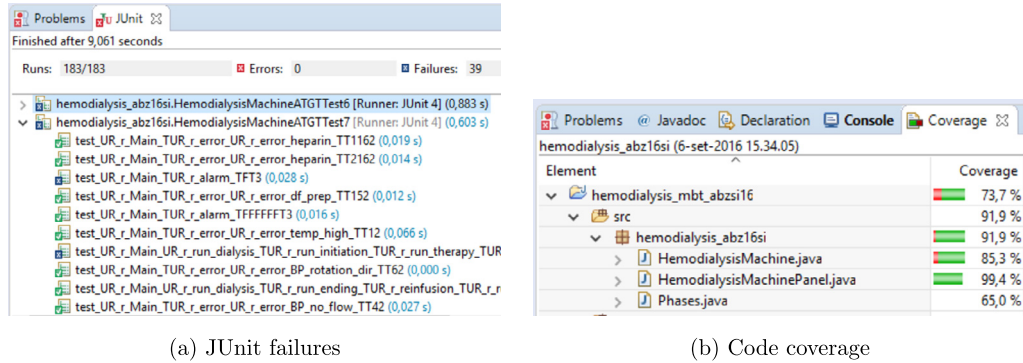 Problems JUnit
Finished after 9,061 seconds
Runs: 183/183 Errors: 0 Failures: 39
hemodialysis_abz16si.HemodialysisMachineATGTTest6 [Runner: JUnit 4] (0,883 s)
hemodialysis_abz16si.HemodialysisMachineATGTTest7 [Runner: JUnit 4] (0,603 s)
test_UR_r_Main_TUR_r_error_UR_r_error_heparin_TT1162 (0,019 s)
test_UR_r_Main_TUR_r_error_UR_r_error_heparin_TT2162 (0,014 s)
test_UR_r_Main_TUR_r_alarm_TFT3 (0,028 s)
test_UR_r_Main_TUR_r_error_UR_r_error_df_prep_TT152 (0,012 s)
test_UR_r_Main_TUR_r_alarm_TFFFFFFT3 (0,016 s)
test_UR_r_Main_TUR_r_error_UR_r_error_temp_high_TT12 (0,066 s)
test_UR_r_Main_UR_r_run_dialysis_TUR_r_run_initiation_TUR_r_run_therapy_TUR
test_UR_r_Main_TUR_r_error_UR_r_error_BP_rotation_dir_TT62 (0,000 s)
test_UR_r_Main_UR_r_run_dialysis_TUR_r_run_ending_TUR_r_reinfusion_TUR_r_r
test_UR_r_Main_TUR_r_error_UR_r_error_BP_no_flow_TT42 (0,027 s)
(a) JUnit failures
Problems @ Javadoc Declaration Console Coverage
hemodialysis_abz16si (6-set-2016 15.34.05)
Element Coverage
hemodialysis_mbt_abzsi16 73,7 %
src 91,9 %
hemodialysis_abz16si 91,9 %
HemodialysisMachine.java 85,3 %
HemodialysisMachinePanel.java 99,4 %
Phases.java 65,0 %
(b) Code coverage